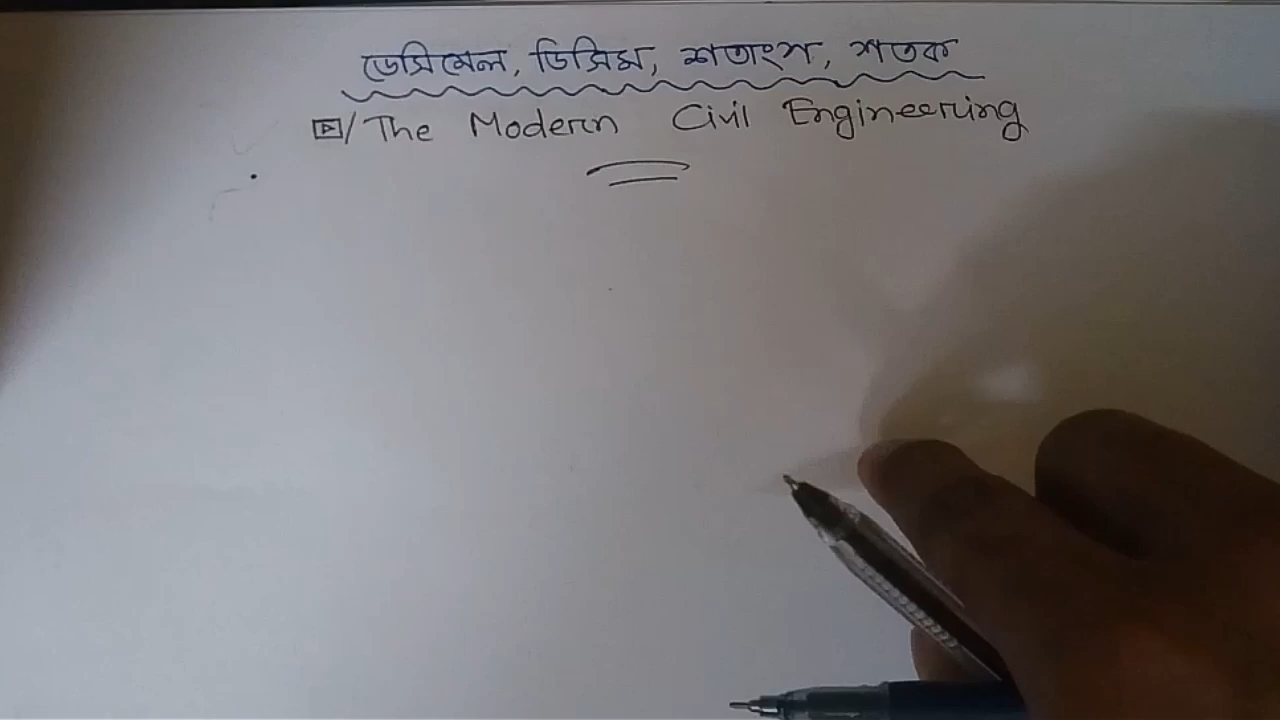 ডেসিমেল, ডিসিম, শতাংশ, শতক
/The Modern Civil Engineering